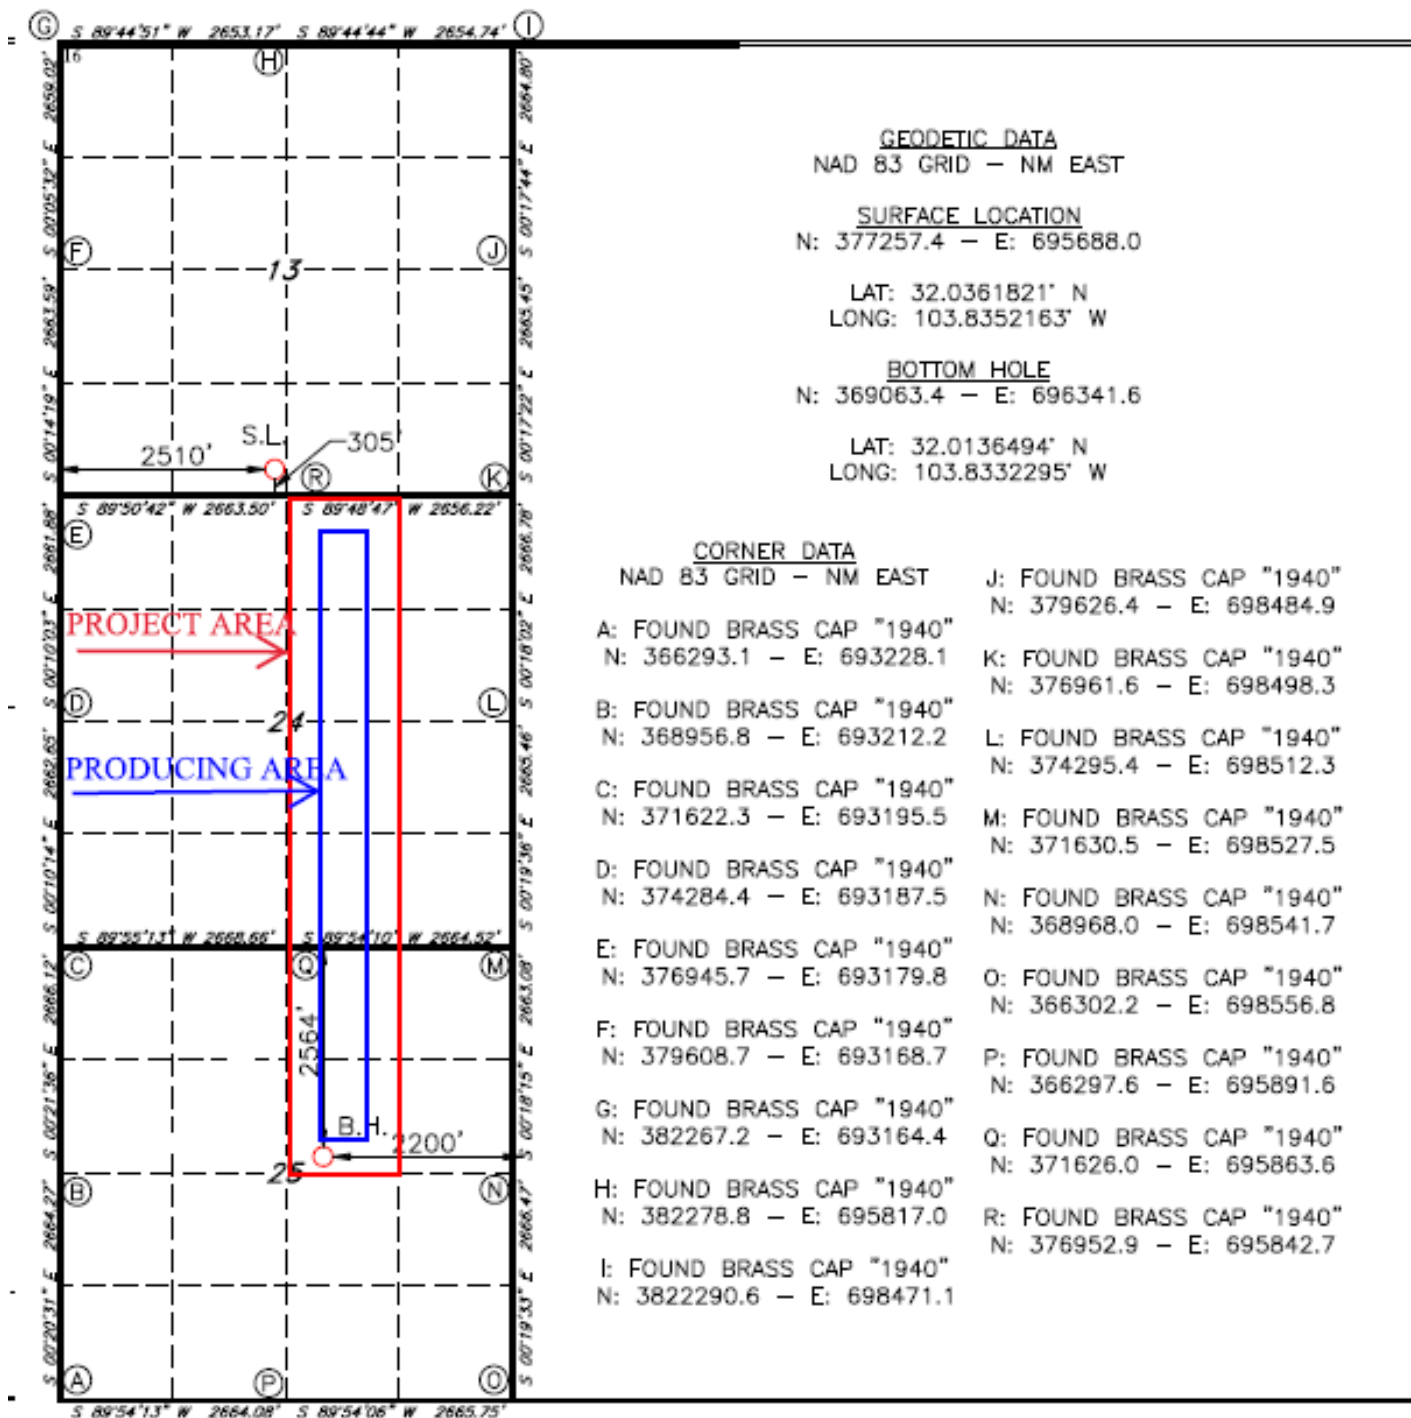 G S 89°44'51" W 2653.17' S 89°44'44" W 2654.74' I
16
H
S 00°05'32" E 2659.02'
S 00°17'44" E 2664.80'
F
13
J
S 00°14'19" E 2663.59'
S 00°17'22" E 2665.45'
S.L.
2510'
305'
R
K
S 89°50'42" W 2663.50' S 89°48'47" W 2656.22'
E
S 00°10'03" E 2661.88'
S 00°18'02" E 2666.78'
PROJECT AREA
D
24
L
PRODUCING AREA
S 00°10'14" E 2662.65'
S 00°19'36" E 2665.46'
S 89°55'13" W 2668.66' S 89°54'10" W 2664.52'
C
Q
M
S 00°21'36" E 2666.12'
2564'
S 00°18'15" E 2663.08'
B.H.
2200'
25
B
N
S 00°20'31" E 2664.27'
S 00°19'33" E 2666.47'
A
P
O
S 89°54'13" W 2664.08' S 89°54'06" W 2665.75'
GEODETIC DATA
NAD 83 GRID – NM EAST
SURFACE LOCATION
N: 377257.4 – E: 695688.0
LAT: 32.0361821° N
LONG: 103.8352163° W
BOTTOM HOLE
N: 369063.4 – E: 696341.6
LAT: 32.0136494° N
LONG: 103.8332295° W
CORNER DATA
NAD 83 GRID – NM EAST
A: FOUND BRASS CAP "1940"
N: 366293.1 – E: 693228.1
B: FOUND BRASS CAP "1940"
N: 368956.8 – E: 693212.2
C: FOUND BRASS CAP "1940"
N: 371622.3 – E: 693195.5
D: FOUND BRASS CAP "1940"
N: 374284.4 – E: 693187.5
E: FOUND BRASS CAP "1940"
N: 376945.7 – E: 693179.8
F: FOUND BRASS CAP "1940"
N: 379608.7 – E: 693168.7
G: FOUND BRASS CAP "1940"
N: 382267.2 – E: 693164.4
H: FOUND BRASS CAP "1940"
N: 382278.8 – E: 695817.0
I: FOUND BRASS CAP "1940"
N: 3822290.6 – E: 698471.1
J: FOUND BRASS CAP "1940"
N: 379626.4 – E: 698484.9
K: FOUND BRASS CAP "1940"
N: 376961.6 – E: 698498.3
L: FOUND BRASS CAP "1940"
N: 374295.4 – E: 698512.3
M: FOUND BRASS CAP "1940"
N: 371630.5 – E: 698527.5
N: FOUND BRASS CAP "1940"
N: 368968.0 – E: 698541.7
O: FOUND BRASS CAP "1940"
N: 366302.2 – E: 698556.8
P: FOUND BRASS CAP "1940"
N: 366297.6 – E: 695891.6
Q: FOUND BRASS CAP "1940"
N: 371626.0 – E: 695863.6
R: FOUND BRASS CAP "1940"
N: 376952.9 – E: 695842.7